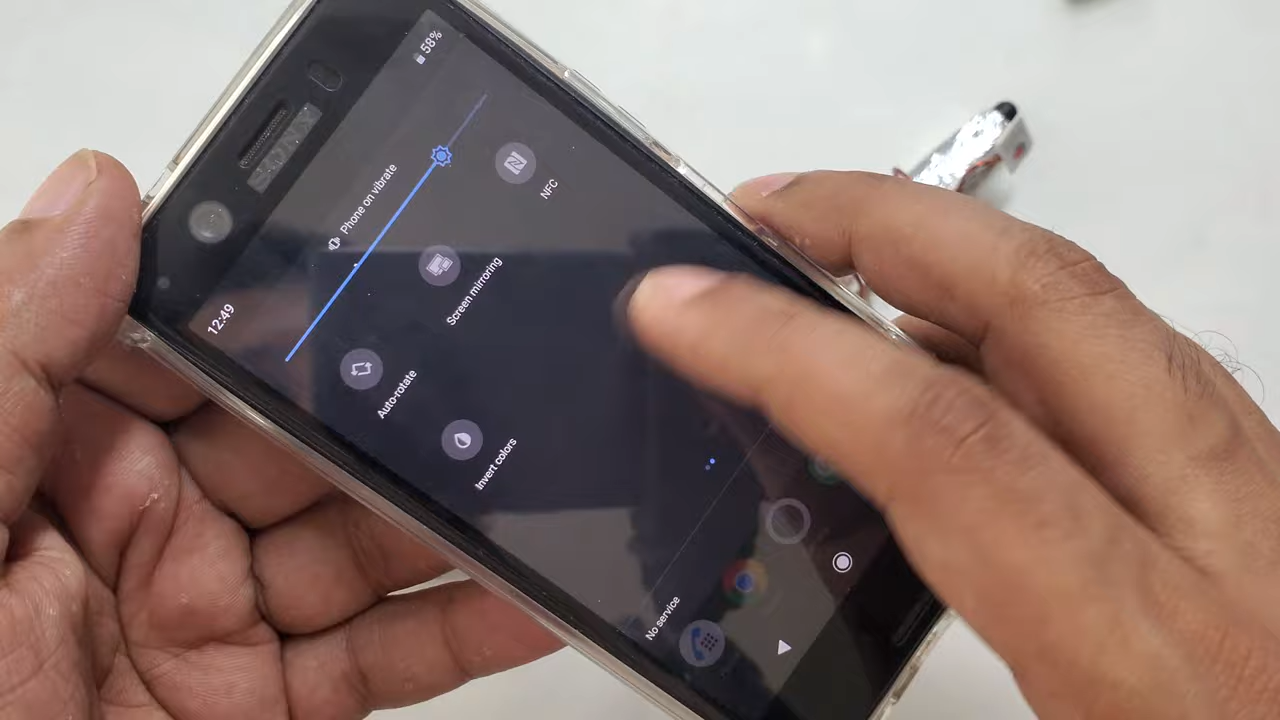 12:49
58%
Phone on vibrate
Auto-rotate
Screen mirroring
NFC
Invert colors
No service